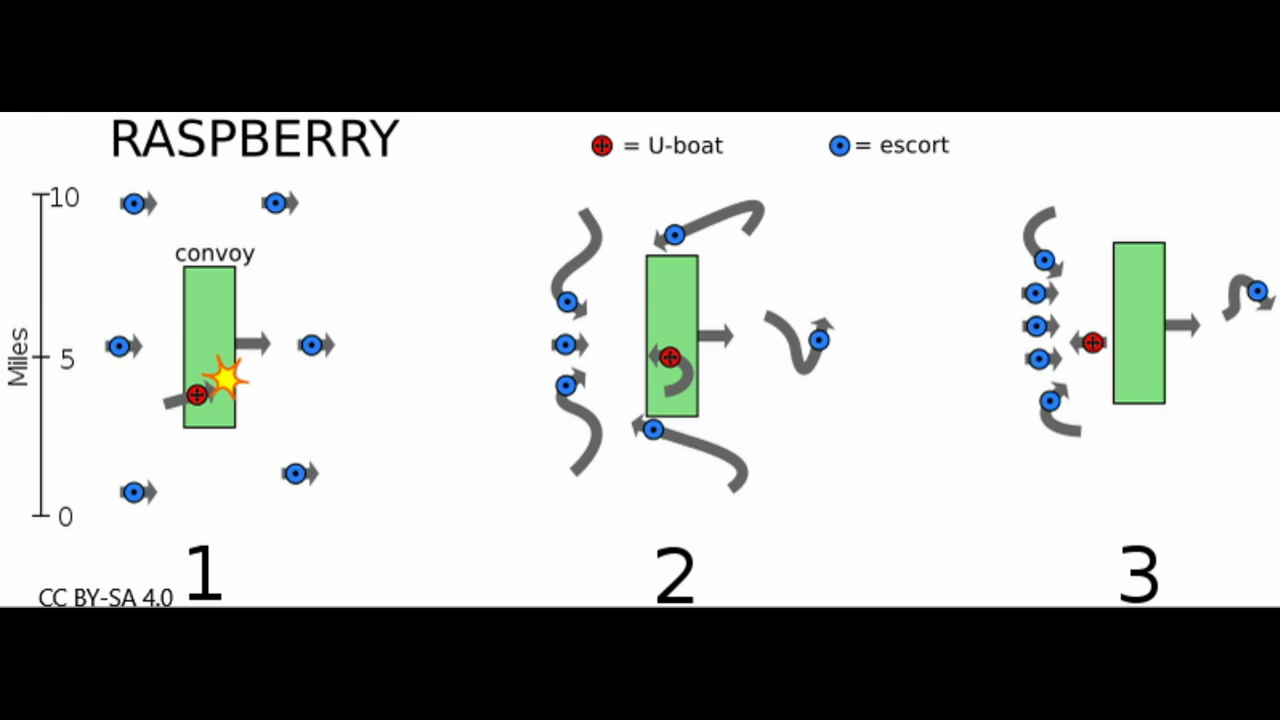 RASPBERRY
= U-boat
= escort
10
convoy
Miles
5
0
1
2
3
CC BY-SA 4.0